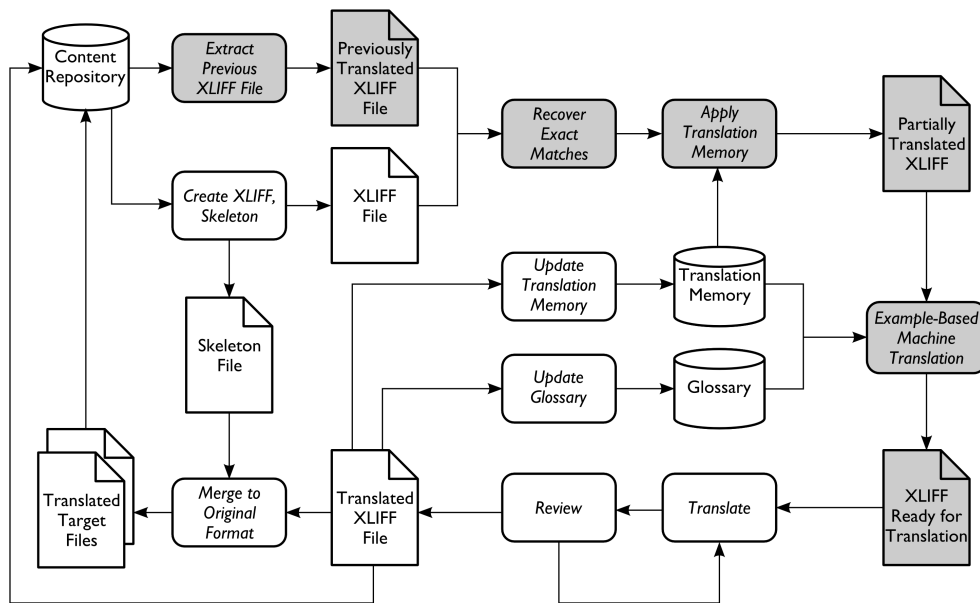 Content
Repository
Extract
Previous
XLIFF File
Previously
Translated
XLIFF
File
Recover
Exact
Matches
Apply
Translation
Memory
Partially
Translated
XLIFF
Create XLIFF,
Skeleton
XLIFF
File
Update
Translation
Memory
Translation
Memory
Example-Based
Machine
Translation
Skeleton
File
Update
Glossary
Glossary
Translated
Target
Files
Merge to
Original
Format
Translated
XLIFF
File
Review
Translate
XLIFF
Ready for
Translation